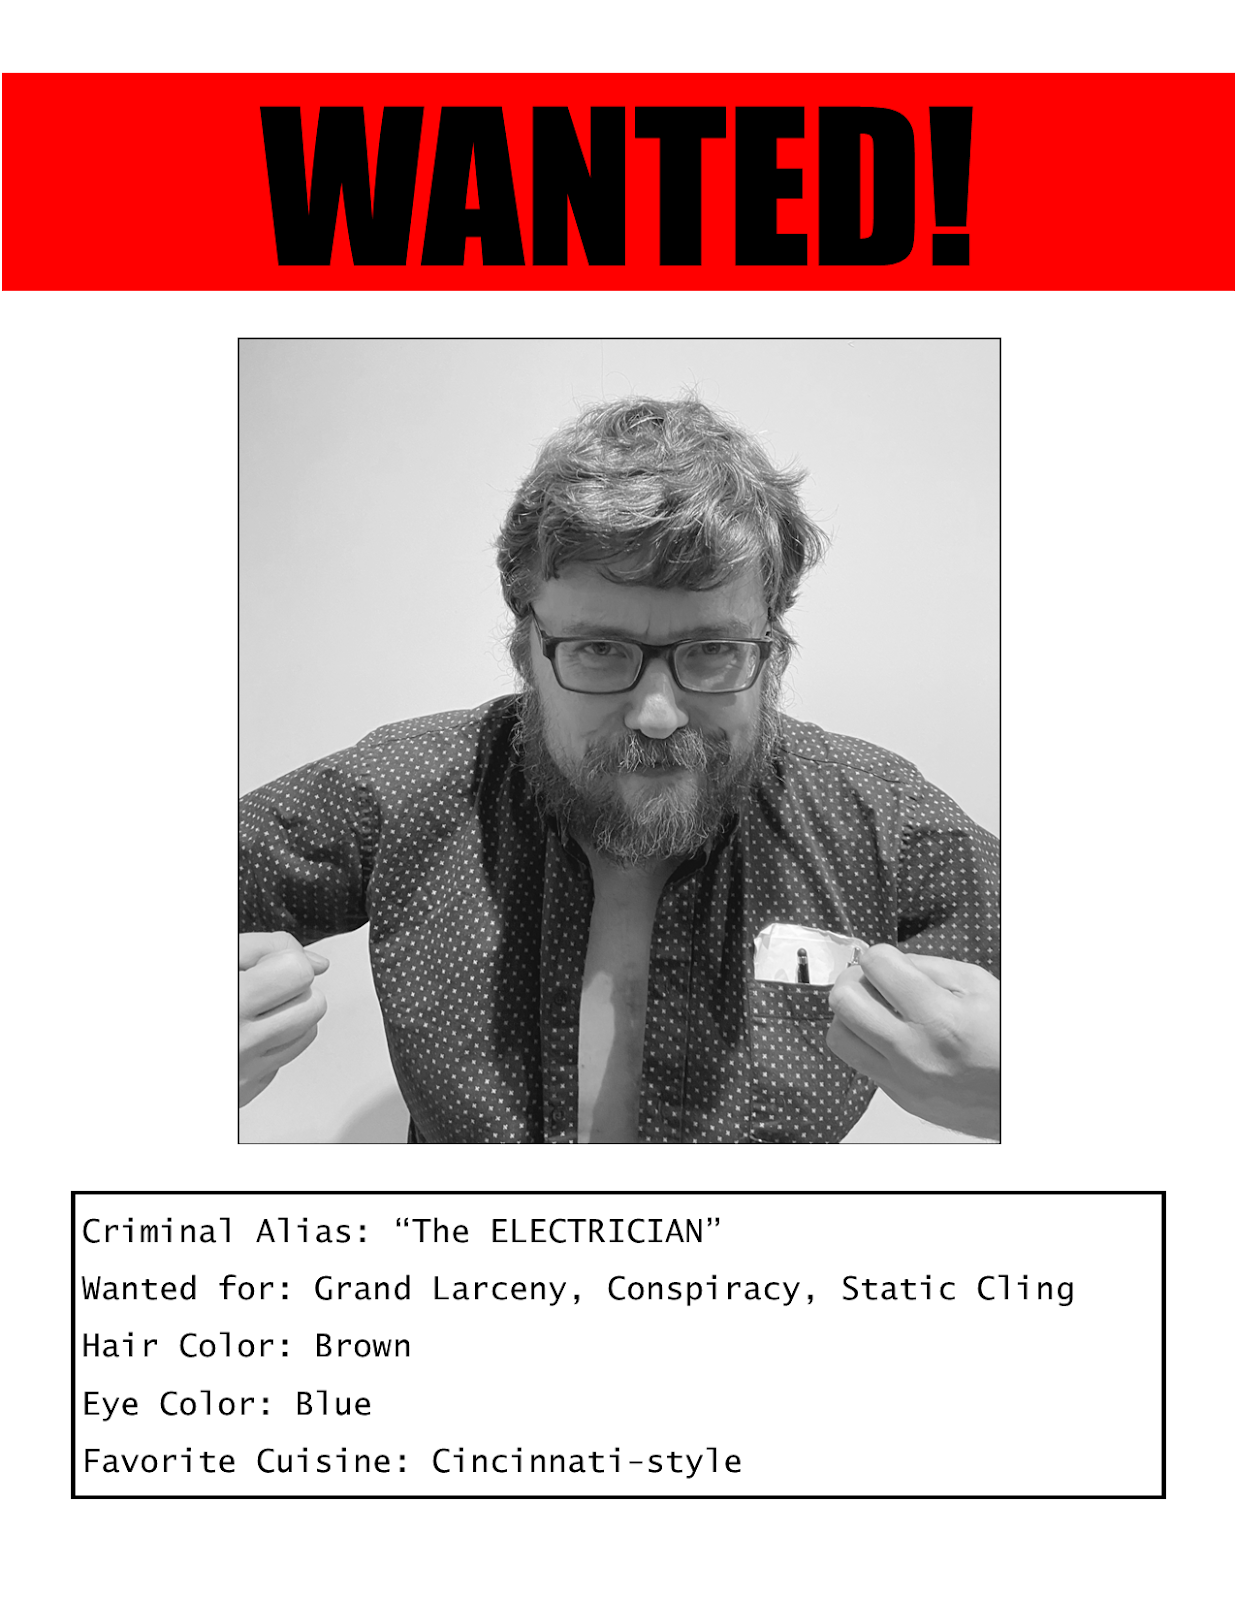 WANTED!
Criminal Alias: “The ELECTRICIAN”
Wanted for: Grand Larceny, Conspiracy, Static Cling
Hair Color: Brown
Eye Color: Blue
Favorite Cuisine: Cincinnati-style